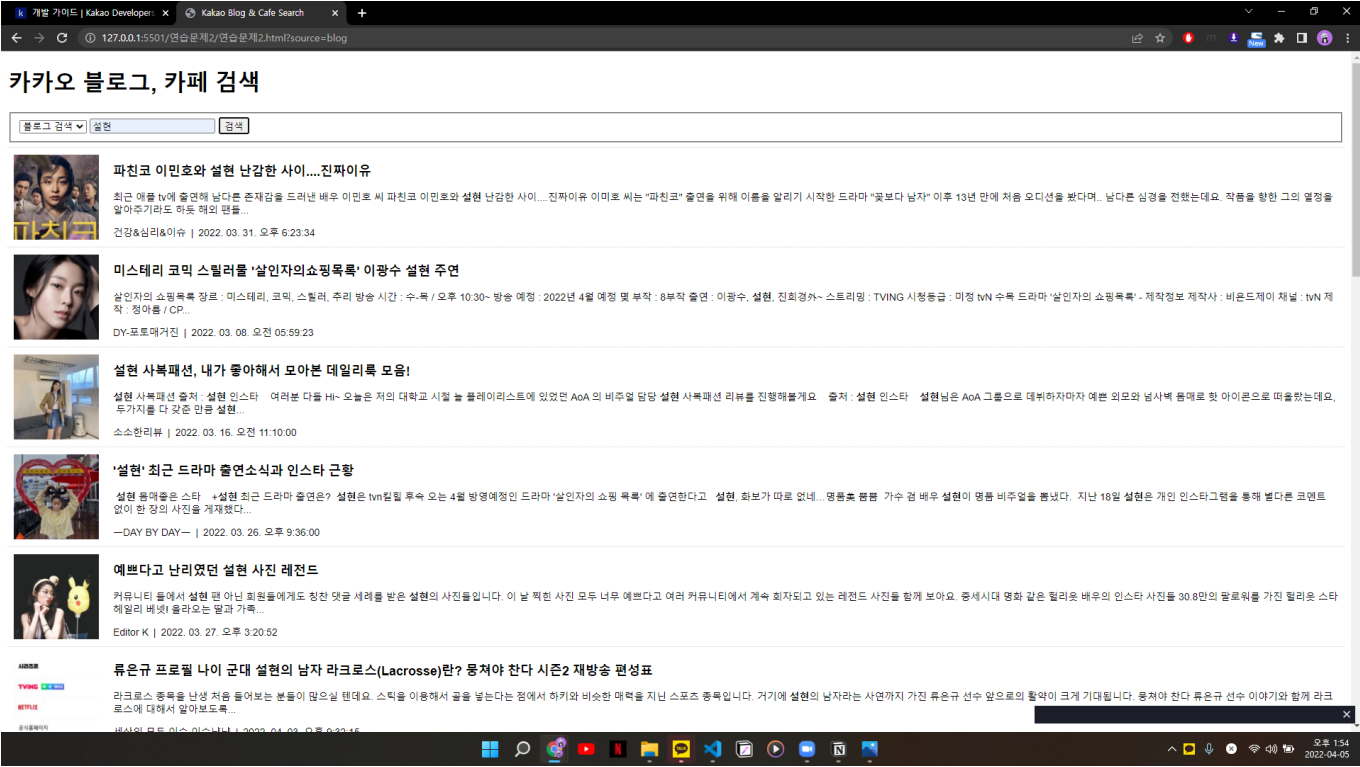 개발 가이드 | Kakao Developers
Kakao Blog & Cafe Search
127.0.0.1:5501/연습문제2/연습문제2.html?source=blog
New
카카오 블로그, 카페 검색
블로그 검색 설현 검색
파친코 이민호와 설현 난감한 사이....진짜이유
최근 애플 tv에 출연해 남다른 존재감을 드러낸 배우 이민호 씨 파친코 이민호와 설현 난감한 사이....진짜이유 이미호 씨는 "파친코" 출연을 위해 이름을 알리기 시작한 드라마 "꽃보다 남자" 이후 13년 만에 처음 오디션을 봤다며.. 남다른 심경을 전했는데요. 작품을 향한 그의 열정을
알아주기라도 하듯 해외 팬들...
건강&심리&이슈 | 2022. 03. 31. 오후 6:23:34
파친코
미스테리 코믹 스릴러물 '살인자의쇼핑목록' 이광수 설현 주연
살인자의 쇼핑목록 장르 : 미스테리, 코믹, 스릴러, 추리 방송 시간 : 수-목 / 오후 10:30~ 방송 예정 : 2022년 4월 예정 몇 부작 : 8부작 출연 : 이광수, 설현, 진희경外~ 스트리밍 : TVING 시청등급 : 미정 tvN 수목 드라마 '살인자의 쇼핑목록' - 제작정보 제작사 : 비욘드제이 채널 : tvN 제
작 : 정아름 / CP...
DY-포토매거진 | 2022. 03. 08. 오전 05:59:23
설현 사복패션, 내가 좋아해서 모아본 데일리룩 모음!
설현 사복패션 출처 : 설현 인스타 여러분 다들 Hi~ 오늘은 저의 대학교 시절 늘 플레이리스트에 있었던 AoA 의 비주얼 담당 설현 사복패션 리뷰를 진행해볼게요 출처 : 설현 인스타 설현님은 AoA 그룹으로 데뷔하자마자 예쁜 외모와 넘사벽 몸매로 핫 아이콘으로 떠올랐는데요,
두가지를 다 갖춘 만큼 설현...
소소한리뷰 | 2022. 03. 16. 오전 11:10:00
'설현' 최근 드라마 출연소식과 인스타 근황
설현 몸매좋은 스타 +설현 최근 드라마 출연은? 설현은 tvn킬힐 후속 오는 4월 방영예정인 드라마 '살인자의 쇼핑 목록' 에 출연한다고 설현, 화보가 따로 없네…명품美 뿜뿜 가수 겸 배우 설현이 명품 비주얼을 뽐냈다. 지난 18일 설현은 개인 인스타그램을 통해 별다른 코멘트
없이 한 장의 사진을 게재했다...
ㅡDAY BY DAYㅡ | 2022. 03. 26. 오후 9:36:00
예쁘다고 난리였던 설현 사진 레전드
커뮤니티 들에서 설현 팬 아닌 회원들에게도 칭찬 댓글 세례를 받은 설현의 사진들입니다. 이 날 찍힌 사진 모두 너무 예쁘다고 여러 커뮤니티에서 계속 회자되고 있는 레전드 사진들 함께 보아요. 중세시대 명화 같은 헐리웃 배우의 인스타 사진들 30.8만의 팔로워를 가진 헐리웃 스타
헤일리 베넷! 올라오는 딸과 가족...
Editor K | 2022. 03. 27. 오후 3:20:52
류은규 프로필 나이 군대 설현의 남자 라크로스(Lacrosse)란? 뭉쳐야 찬다 시즌2 재방송 편성표
라크로스 종목을 난생 처음 들어보는 분들이 많으실 텐데요. 스틱을 이용해서 골을 넣는다는 점에서 하키와 비슷한 매력을 지닌 스포츠 종목입니다. 거기에 설현의 남자라는 사연까지 가진 류은규 선수 앞으로의 활약이 크게 기대됩니다. 뭉쳐야 찬다 류은규 선수 이야기와 함께 라크
로스에 대해서 알아보도록...
TVING
NETFLIX
공식홈페이지
오후 1:54
2022-04-05